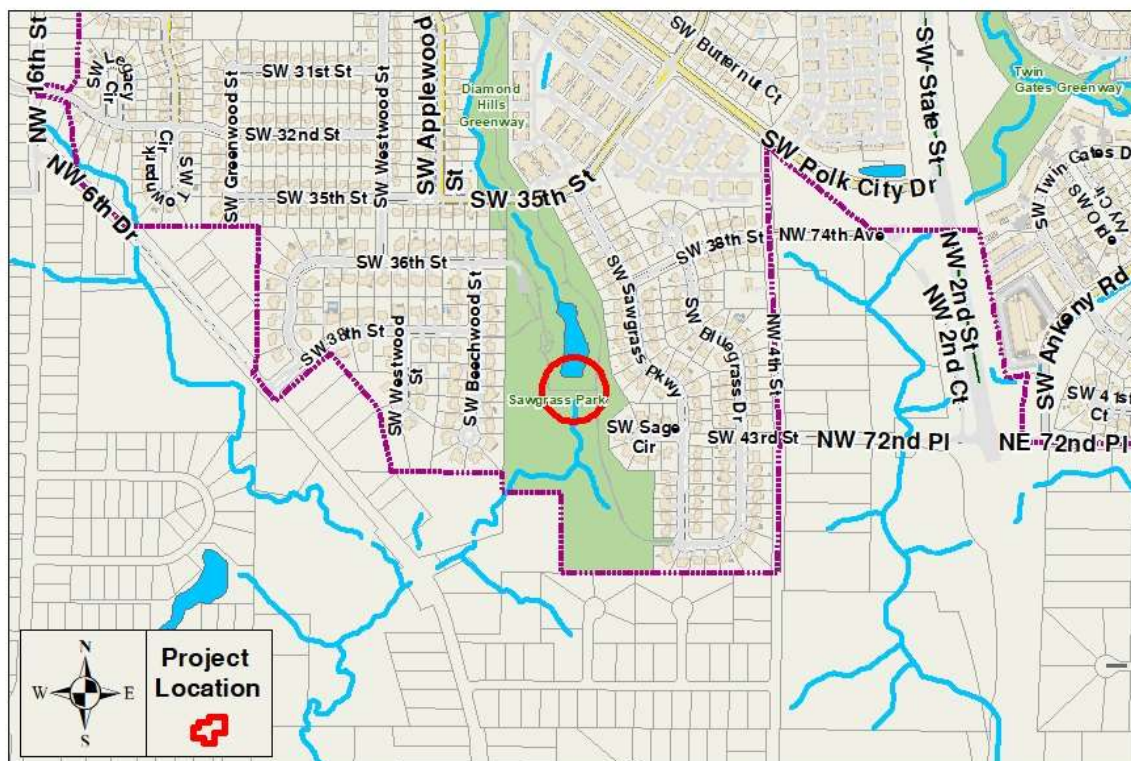 NW 16th St
SW Legacy Cir
SW Townpark Cir
NW 6th Dr
SW Greenwood St
SW 31st St
SW 32nd St
SW 35th St
SW Westwood St
SW Applewood St
Diamond
Hills
Greenway
SW 35th St
SW Butternut Ct
SW Polk City Dr
SW State St
Twin
Gates Greenway
SW Twin Gates D
NW 74th Ave
SW 36th St
SW 38th St
SW 38th St
SW Westwood
St
SW Beechwood St
SW Sawgrass Pkwy
SW Bluegrass Dr
NW 4th St
NW 2nd St
NW 2nd Ct
SW Ankeny Rd
Sawgrass Park
SW Sage
Cir
SW 43rd St
NW 72nd Pl
NE 72nd Pl
SW 41st
Ct
N
W
E
S
Project
Location